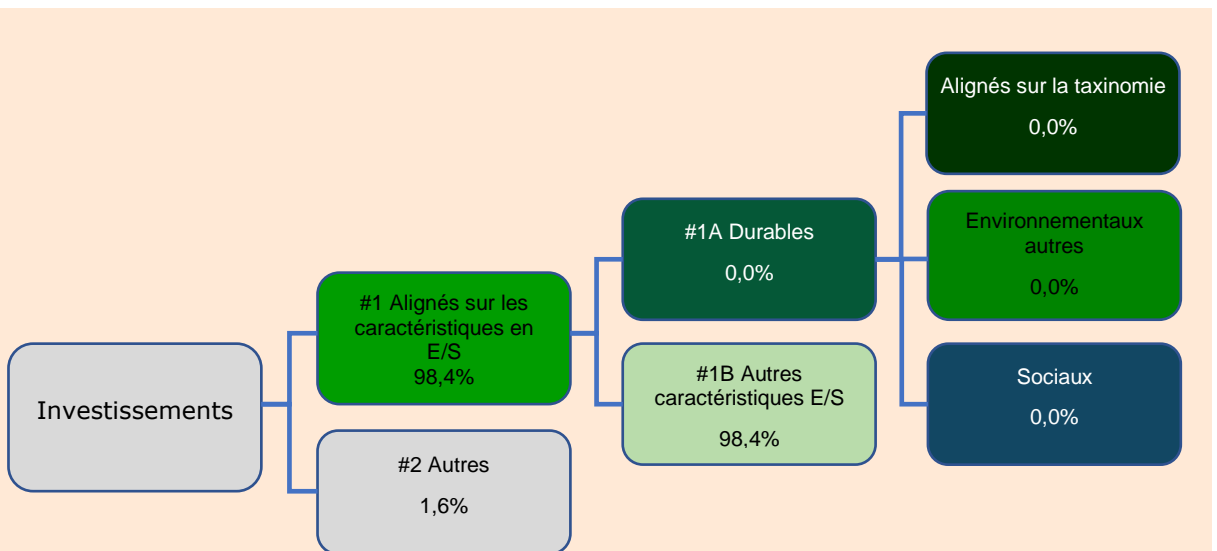 Investissements
#1 Alignés sur les
caractéristiques en
E/S
98,4%
#2 Autres
1,6%
#1A Durables
0,0%
#1B Autres
caractéristiques E/S
98,4%
Alignés sur la taxinomie
0,0%
Environnementaux
autres
0,0%
Sociaux
0,0%